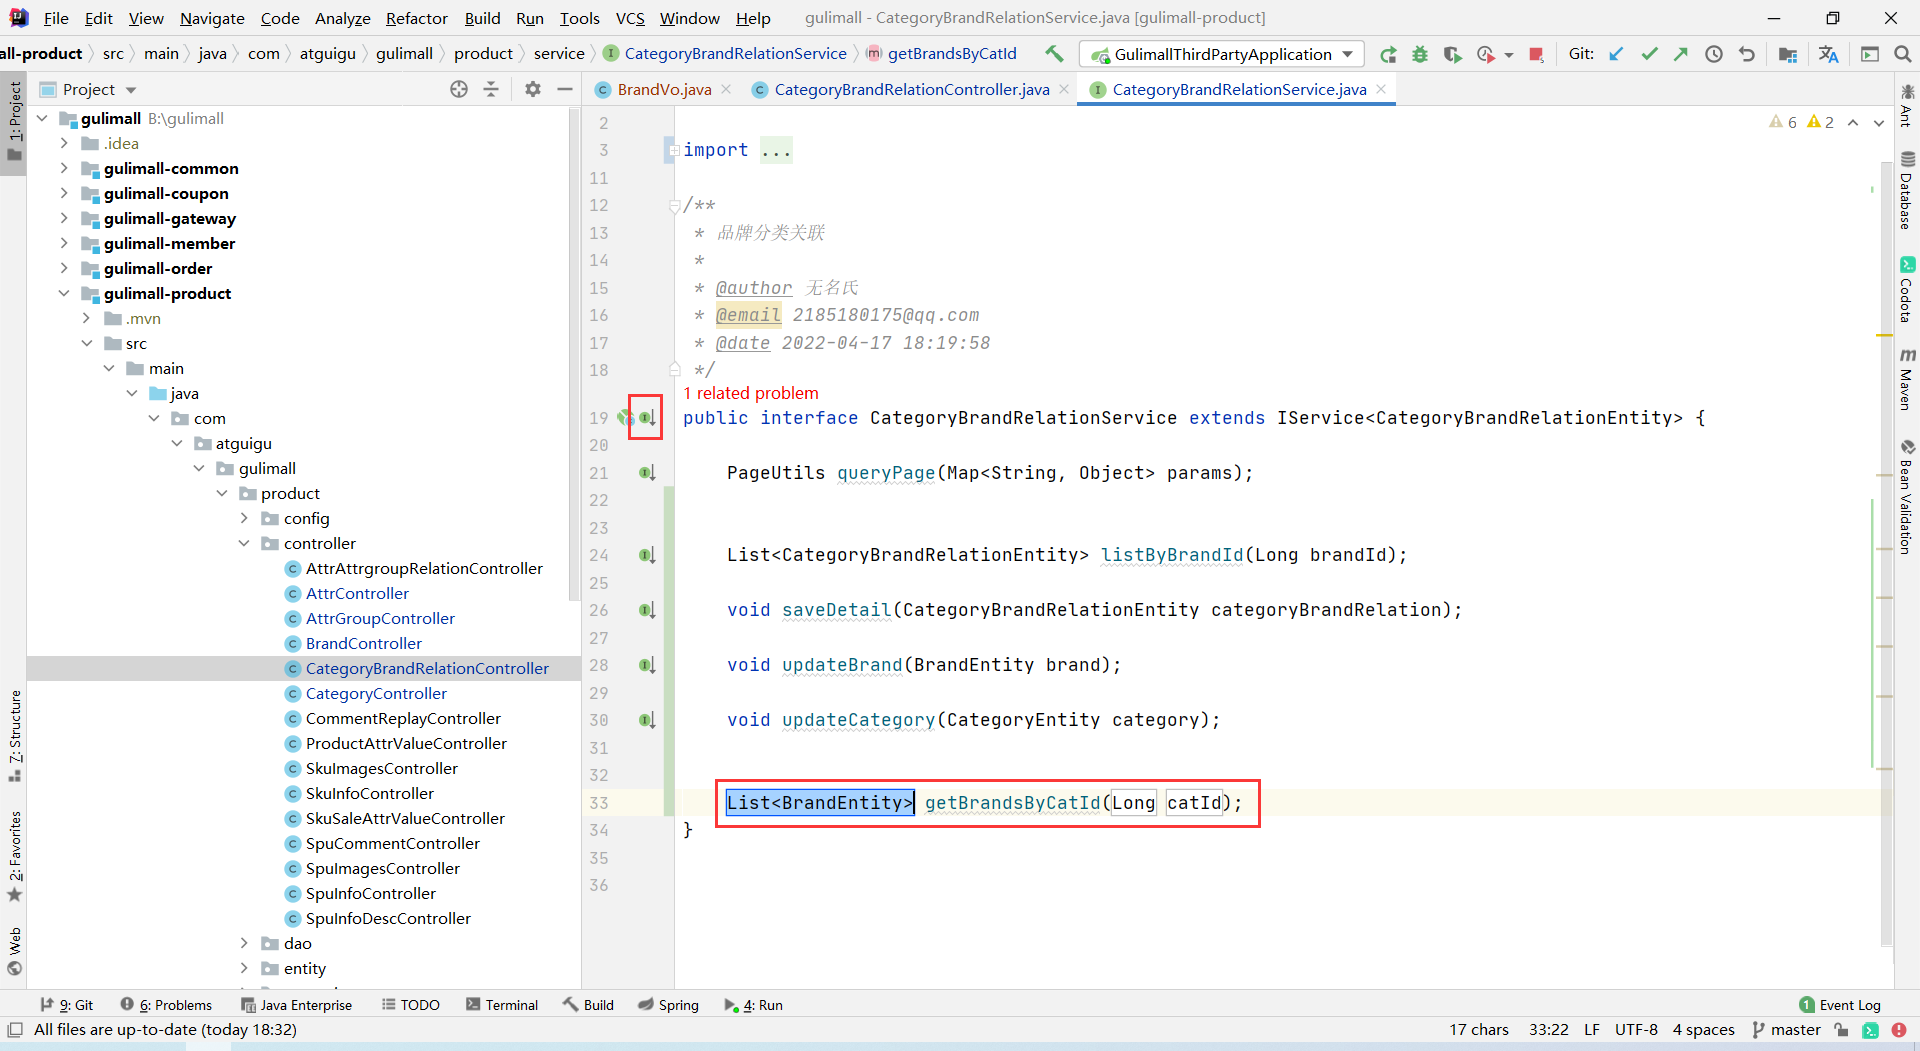 File Edit View Navigate Code Analyze Refactor Build Run Tools VCS Window Help gulimall - CategoryBrandRelationService.java [gulimall-product]
all-product src main java com atguigu gulimall product service CategoryBrandRelationService getBrandsByCatId GulimallThirdPartyApplication Git:
Project
BrandVo.java CategoryBrandRelationController.java CategoryBrandRelationService.java
1: Project
7: Structure
2: Favorites
Web
gulimall B:\gulimall
.idea
gulimall-common
gulimall-coupon
gulimall-gateway
gulimall-member
gulimall-order
gulimall-product
.mvn
src
main
java
com
atguigu
gulimall
product
config
controller
AttrAttrgroupRelationController
AttrController
AttrGroupController
BrandController
CategoryBrandRelationController
CategoryController
CommentReplayController
ProductAttrValueController
SkuImagesController
SkuInfoController
SkuSaleAttrValueController
SpuCommentController
SpuImagesController
SpuInfoController
SpuInfoDescController
dao
entity
6 2
2
3 import ...
11
12 /**
13 * 品牌分类关联
14 *
15 * @author 无名氏
16 * @email 2185180175@qq.com
17 * @date 2022-04-17 18:19:58
18 */
1 related problem
19 public interface CategoryBrandRelationService extends IService<CategoryBrandRelationEntity> {
20
21 PageUtils queryPage(Map<String, Object> params);
22
23
24 List<CategoryBrandRelationEntity> listByBrandId(Long brandId);
25
26 void saveDetail(CategoryBrandRelationEntity categoryBrandRelation);
27
28 void updateBrand(BrandEntity brand);
29
30 void updateCategory(CategoryEntity category);
31
32
33 List<BrandEntity> getBrandsByCatId(Long catId);
34 }
35
36
Ant
Database
Codota
Maven
Bean Validation
9: Git 6: Problems Java Enterprise TODO Terminal Build Spring 4: Run 1 Event Log
All files are up-to-date (today 18:32) 17 chars 33:22 LF UTF-8 4 spaces master